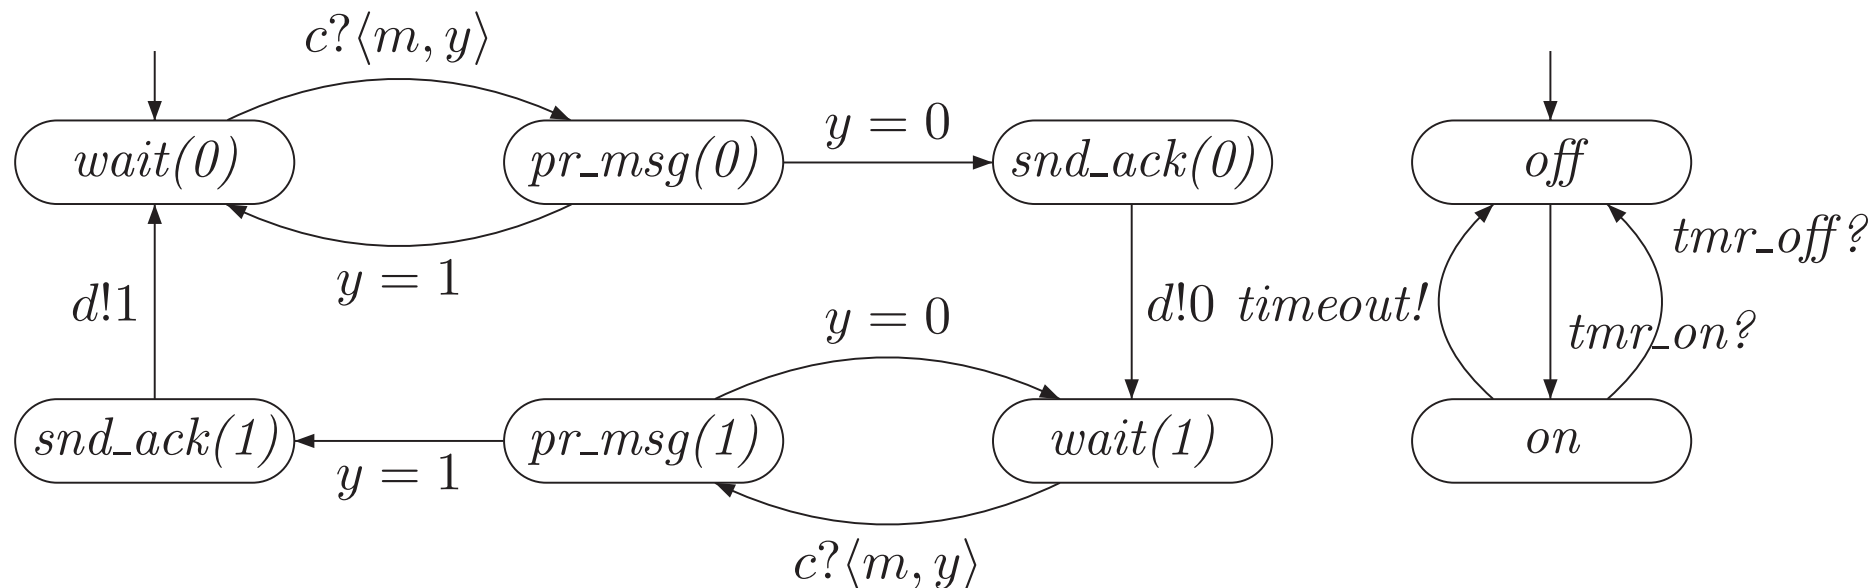 c?⟨m, y⟩
wait(0)
pr_msg(0)
y = 0
snd_ack(0)
off
y = 1
d!1
y = 0
d!0
timeout!
tmr_off?
tmr_on?
snd_ack(1)
y = 1
pr_msg(1)
wait(1)
on
c?⟨m, y⟩